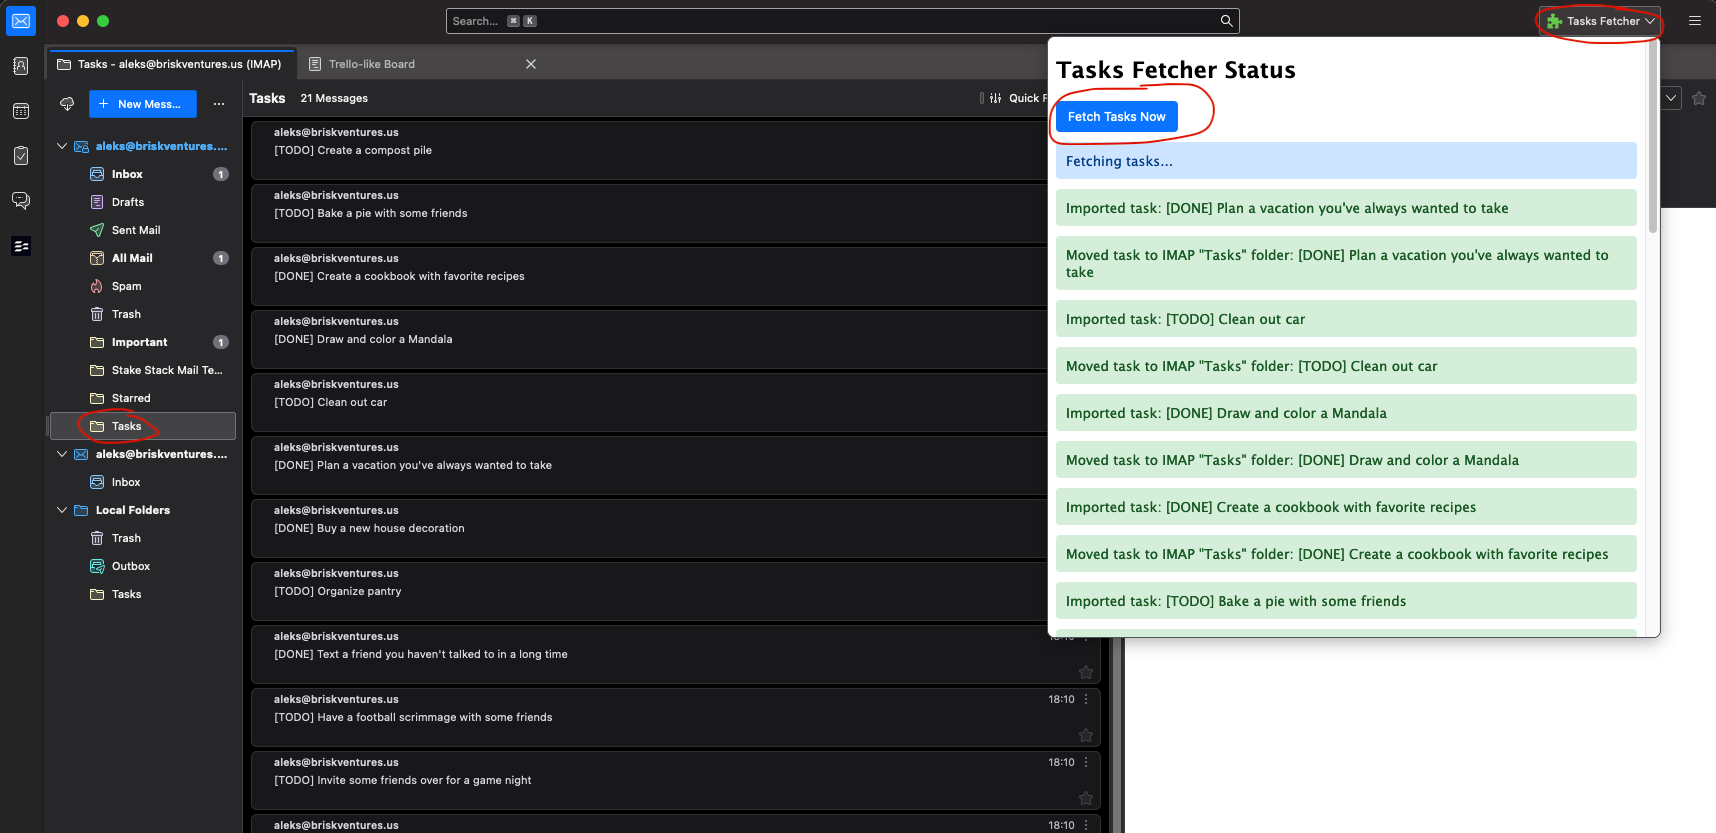 Search... ⌘ K
Tasks Fetcher
Tasks - aleks@briskventures.us (IMAP)
Trello-like Board
New Mess...
aleks@briskventures....
Inbox 1
Drafts
Sent Mail
All Mail 1
Spam
Trash
Important 1
Stake Stack Mail Te...
Starred
Tasks
aleks@briskventures....
Inbox
Local Folders
Trash
Outbox
Tasks
Tasks 21 Messages
Quick F
aleks@briskventures.us
[TODO] Create a compost pile
aleks@briskventures.us
[TODO] Bake a pie with some friends
aleks@briskventures.us
[DONE] Create a cookbook with favorite recipes
aleks@briskventures.us
[DONE] Draw and color a Mandala
aleks@briskventures.us
[TODO] Clean out car
aleks@briskventures.us
[DONE] Plan a vacation you've always wanted to take
aleks@briskventures.us
[DONE] Buy a new house decoration
aleks@briskventures.us
[TODO] Organize pantry
aleks@briskventures.us
[DONE] Text a friend you haven't talked to in a long time
aleks@briskventures.us 18:10
[TODO] Have a football scrimmage with some friends
aleks@briskventures.us 18:10
[TODO] Invite some friends over for a game night
aleks@briskventures.us 18:10
Tasks Fetcher Status
Fetch Tasks Now
Fetching tasks...
Imported task: [DONE] Plan a vacation you've always wanted to take
Moved task to IMAP "Tasks" folder: [DONE] Plan a vacation you've always wanted to
take
Imported task: [TODO] Clean out car
Moved task to IMAP "Tasks" folder: [TODO] Clean out car
Imported task: [DONE] Draw and color a Mandala
Moved task to IMAP "Tasks" folder: [DONE] Draw and color a Mandala
Imported task: [DONE] Create a cookbook with favorite recipes
Moved task to IMAP "Tasks" folder: [DONE] Create a cookbook with favorite recipes
Imported task: [TODO] Bake a pie with some friends